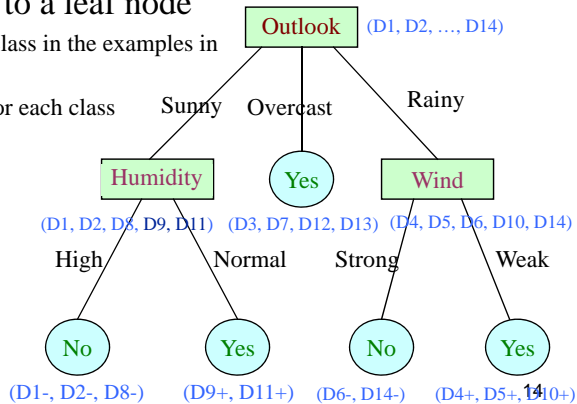 to a leaf node
Outlook (D1, D2, …, D14)
lass in the examples in
or each class
Sunny Overcast Rainy
Humidity Yes Wind
(D1, D2, D8, D9, D11) (D3, D7, D12, D13) (D4, D5, D6, D10, D14)
High Normal Strong Weak
No Yes No Yes
(D1-, D2-, D8-) (D9+, D11+) (D6-, D14-) (D4+, D5+, D10+)
14